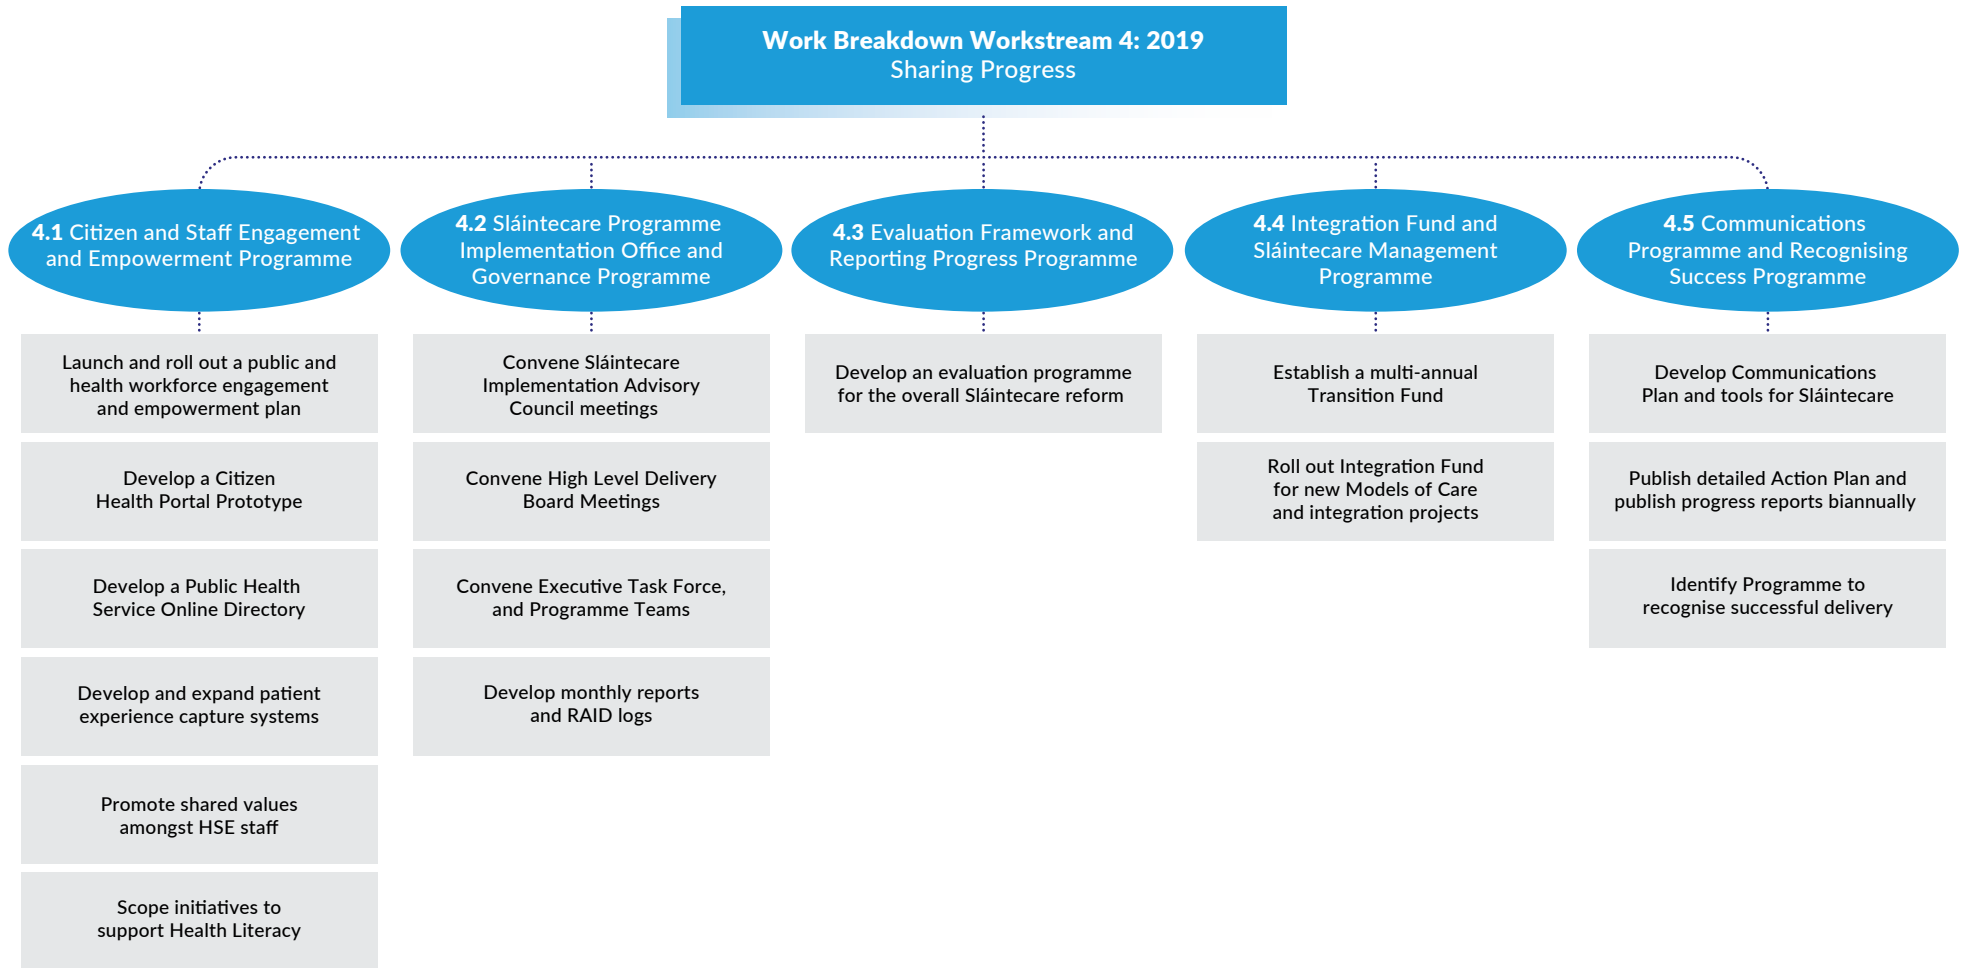 Work Breakdown Workstream 4: 2019
Sharing Progress
4.1 Citizen and Staff Engagement
and Empowerment Programme
Launch and roll out a public and
health workforce engagement
and empowerment plan
Develop a Citizen
Health Portal Prototype
Develop a Public Health
Service Online Directory
Develop and expand patient
experience capture systems
Promote shared values
amongst HSE staff
Scope initiatives to
support Health Literacy
4.2 Sláintecare Programme
Implementation Office and
Governance Programme
Convene Sláintecare
Implementation Advisory
Council meetings
Convene High Level Delivery
Board Meetings
Convene Executive Task Force,
and Programme Teams
Develop monthly reports
and RAID logs
4.3 Evaluation Framework and
Reporting Progress Programme
Develop an evaluation programme
for the overall Sláintecare reform
4.4 Integration Fund and
Sláintecare Management
Programme
Establish a multi-annual
Transition Fund
Roll out Integration Fund
for new Models of Care
and integration projects
4.5 Communications
Programme and Recognising
Success Programme
Develop Communications
Plan and tools for Sláintecare
Publish detailed Action Plan and
publish progress reports biannually
Identify Programme to
recognise successful delivery